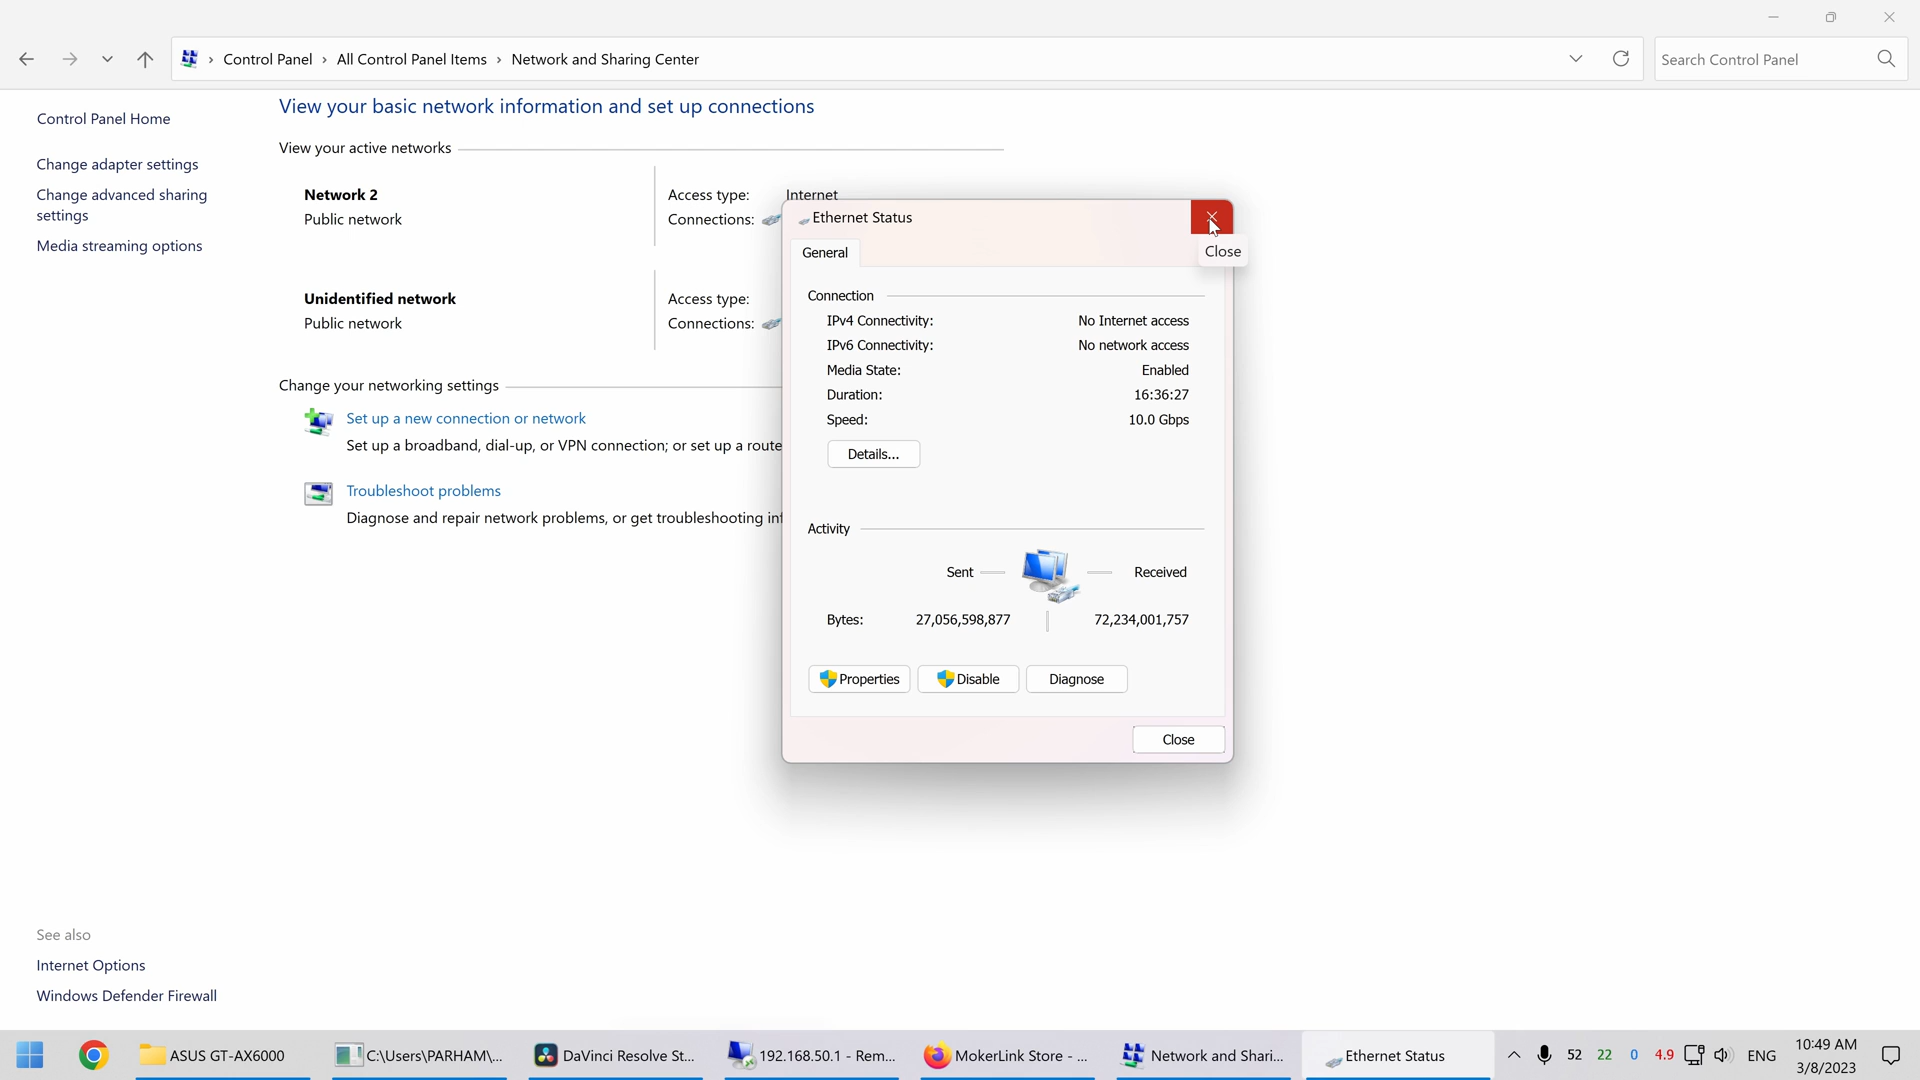 Control Panel › All Control Panel Items › Network and Sharing Center
Search Control Panel
Control Panel Home
Change adapter settings
Change advanced sharing
settings
Media streaming options
View your basic network information and set up connections
View your active networks
Network 2
Public network
Access type: Internet
Connections:
Unidentified network
Public network
Access type:
Connections:
Change your networking settings
Set up a new connection or network
Set up a broadband, dial-up, or VPN connection; or set up a route
Troubleshoot problems
Diagnose and repair network problems, or get troubleshooting in
Ethernet Status
Close
General
Connection
IPv4 Connectivity: No Internet access
IPv6 Connectivity: No network access
Media State: Enabled
Duration: 16:36:27
Speed: 10.0 Gbps
Details...
Activity
Sent Received
Bytes: 27,056,598,877 72,234,001,757
Properties Disable Diagnose
Close
See also
Internet Options
Windows Defender Firewall
ASUS GT-AX6000
C:\Users\PARHAM\...
DaVinci Resolve St...
192.168.50.1 - Rem...
MokerLink Store - ...
Network and Shari...
Ethernet Status
52 22 0 4.9 ENG
10:49 AM
3/8/2023